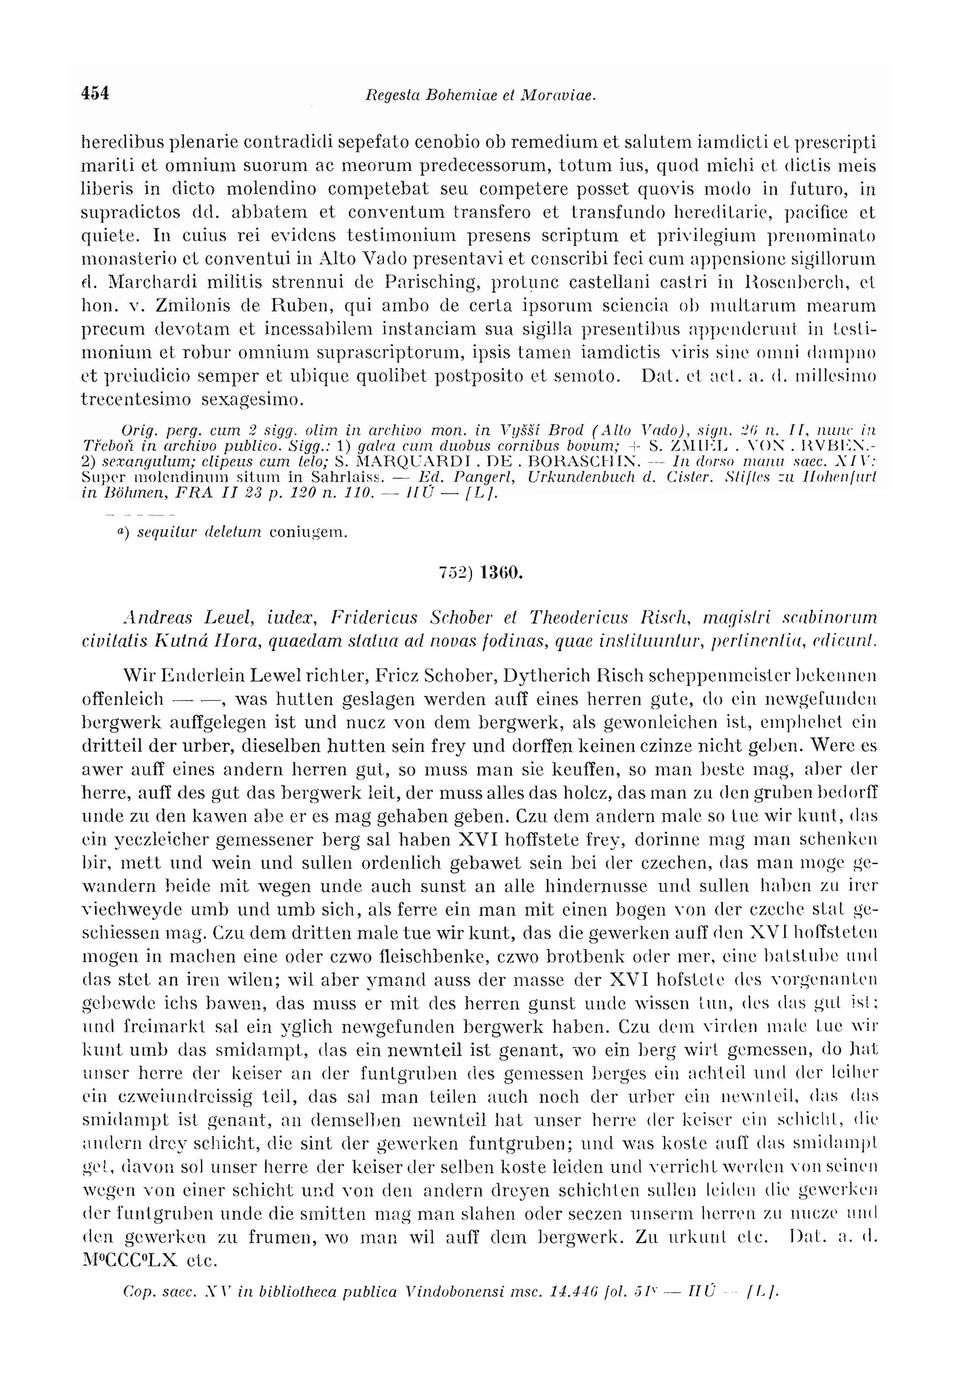 454
Regesta Bohemiae et Moraviae.
heredibus plenarie contradidi sepefato cenobio ob remedium et salutem iamdicti et prescripti
mariti et omnium suorum ac meorum predecessorum, totum ius, quod michi et dictis meis
liberis in dicto molendino competebat seu competere posset quovis modo in futuro, in
supradictos dd. abbatem et conventum transfero et transfundo hereditarie, pacifice et
quiete. In cuius rei evidens testimonium presens scriptum et privilegium prenominato
monasterio et conventui in Alto Vado presentavi et conscribi feci cum appensione sigillorum
d. Marchardi militis strennui de Parisching, protunc castellani castri in Rosenberch, et
hon. v. Zmilonis de Ruben, qui ambo de certa ipsorum sciencia ob multarum mearum
precum devotam et incessabilem instanciam sua sigilla presentibus appenderunt in testi-
monium et robur omnium suprascriptorum, ipsis tamen iamdictis viris sine omni dampno
et preiudicio semper et ubique quolibet postposito et semoto. Dat. et act. a. d. millesimo
trecentesimo sexagesimo.
Orig. perg. cum 2 sigg. olim in archivo mon. in Vyšší Brod (Alto Vado), sign. 26 n. II, nunc in
Třeboň in archivo publico. Sigg.: 1) galea cum duobus cornibus bovum; + S. ZMIEL . VON . RVBEN.-
2) sexangulum; clipeus cum telo; S. MARQUARDI . DE . BORASCHIN. — In dorso manu saec. XIV:
Super molendinum situm in Sahrlaiss. — Ed. Pangerl, Urkundenbuch d. Cister. Stiftes zu Hohenfurt
in Böhmen, FRA II 23 p. 120 n. 110. — HÚ — [L].
a) sequitur deletum coniugem.
752) 1360.
Andreas Leuel, iudex, Fridericus Schober et Theodericus Risch, magistri scabinorum
civitatis Kutná Hora, quaedam statua ad novas fodinas, quae instituuntur, pertinentia, edicunt.
Wir Enderlein Lewel richter, Fricz Schober, Dytherich Risch scheppenmeister bekennen
offenleich — —, was hutten geslagen werden auff eines herren gute, do ein newgefunden
bergwerk auffgelegen ist und nucz von dem bergwerk, als gewonleichen ist, emphehet ein
dritteil der urber, dieselben hutten sein frey und dorffen keinen czinze nicht geben. Were es
awer auff eines andern herren gut, so muss man sie keuffen, so man beste mag, aber der
herre, auff des gut das bergwerk leit, der muss alles das holcz, das man zu den gruben bedorff
unde zu den kawen abe er es mag gehaben geben. Czu dem andern male so tue wir kunt, das
ein yeczleicher gemessener berg sal haben XVI hoffstete frey, dorinne mag man schenken
bir, mett und wein und sullen ordenlich gebawet sein bei der czechen, das man moge ge-
wandern beide mit wegen unde auch sunst an alle hindernusse und sullen haben zu irer
viechweyde umb und umb sich, als ferre ein man mit einen bogen von der czeche stat ge-
schiessen mag. Czu dem dritten male tue wir kunt, das die gewerken auff den XVI hoffsteten
mogen in machen eine oder czwo fleischbenke, czwo brotbenk oder mer, eine batstube und
das stet an iren wilen; wil aber ymand auss der masse der XVI hofstete des vorgenanten
gebewde ichs bawen, das muss er mit des herren gunst unde wissen tun, des das gut ist;
und freimarkt sal ein yglich newgefunden bergwerk haben. Czu dem virden male tue wir
kunt umb das smidampt, das ein newnteil ist genant, wo ein berg wirt gemessen, do hat
unser herre der keiser an der funtgruben des gemessen berges ein achteil und der leiher
ein czweiundreissig teil, das sal man teilen auch noch der urber ein newnteil, das das
smidampt ist genant, an demselben newnteil hat unser herre der keiser ein schicht, die
andern drey schicht, die sint der gewerken funtgruben; und was koste auff das smidampt
get, davon sol unser herre der keiser der selben koste leiden und verricht werden von seinen
wegen von einer schicht und von den andern dreyen schichten sullen leiden die gewerken
der funtgruben unde die smitten mag man slahen oder seczen unserm herren zu nucze und
den gewerken zu frumen, wo man wil auff dem bergwerk. Zu urkunt etc. Dat. a. d.
MºCCCºLX etc.
Cop. saec. XV in bibliotheca publica Vindobonensi msc. 14.446 fol. 51v — HÚ — [L].